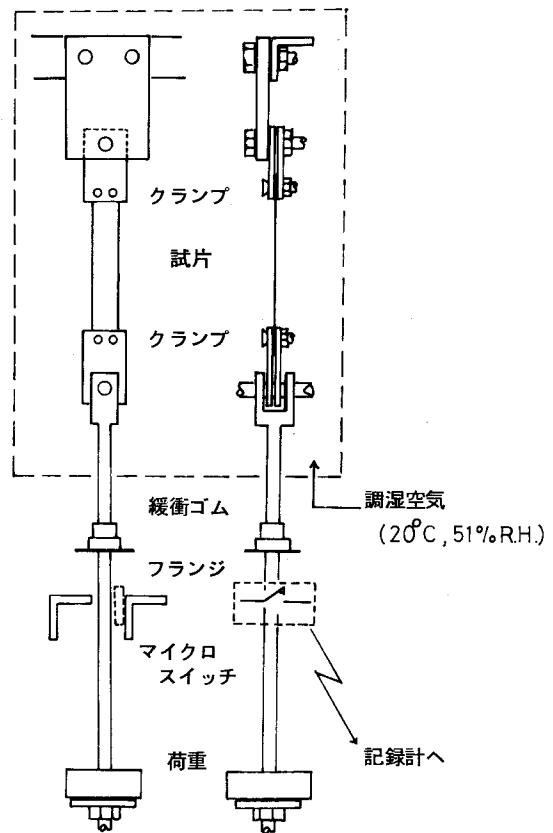 クランプ
試片
クランプ
調湿空気
(20°C, 51% R.H.)
緩衝ゴム
フランジ
マイクロ
スイッチ
荷重
記録計へ